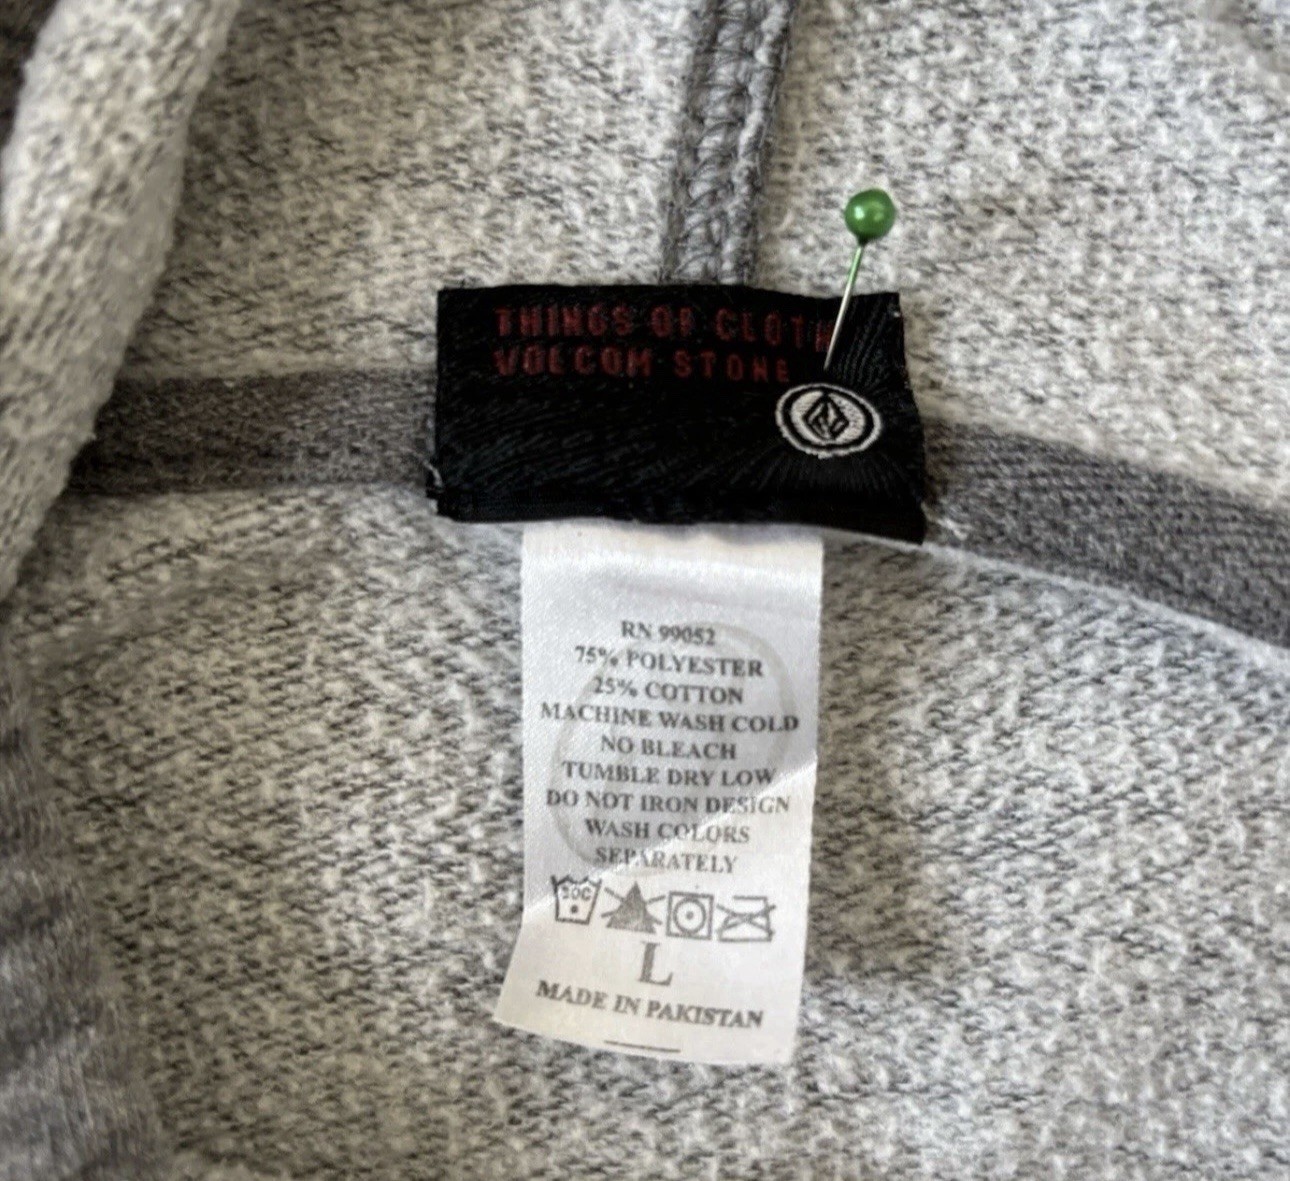 THINGS OF CLOTH
VOLCOM STONE
RN 99052
75% POLYESTER
25% COTTON
MACHINE WASH COLD
NO BLEACH
TUMBLE DRY LOW
DO NOT IRON DESIGN
WASH COLORS
SEPARATELY
30C
L
MADE IN PAKISTAN